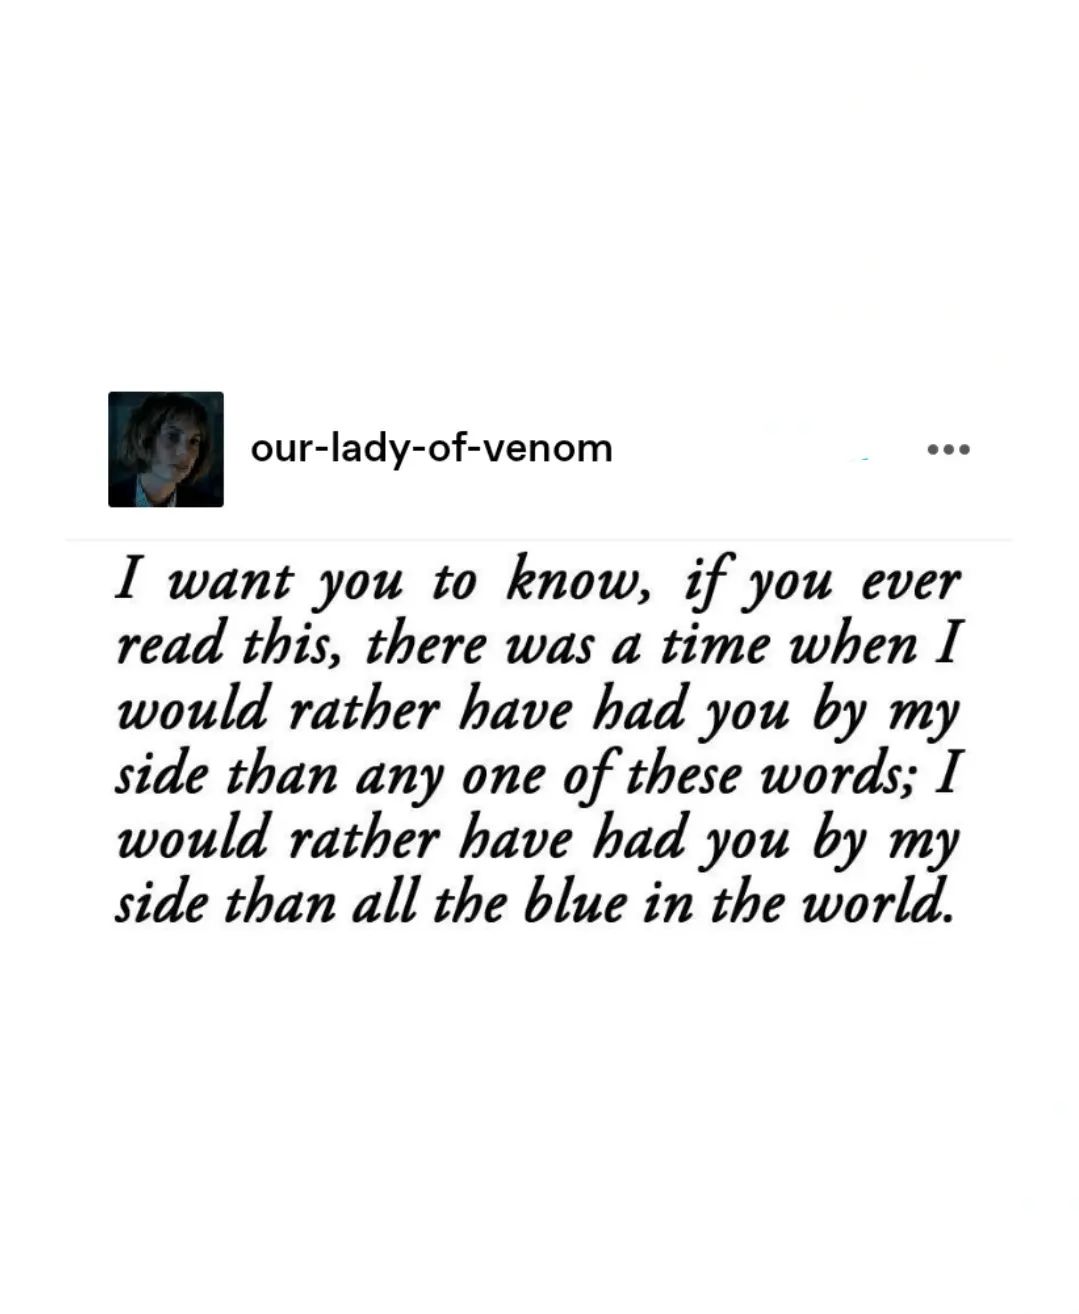 our-lady-of-venom
I want you to know, if you ever
read this, there was a time when I
would rather have had you by my
side than any one of these words; I
would rather have had you by my
side than all the blue in the world.